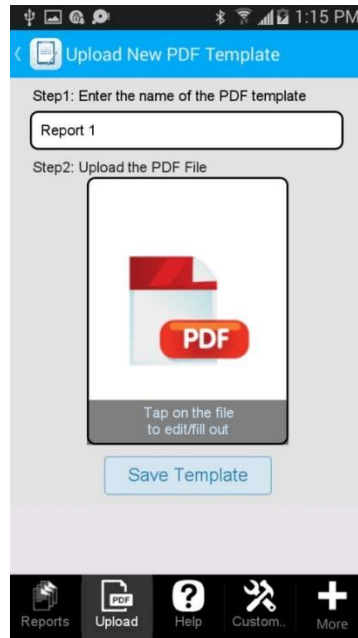 1:15 PM
Upload New PDF Template
Step1: Enter the name of the PDF template
Report 1
Step2: Upload the PDF File
PDF
Tap on the file
to edit/fill out
Save Template
PDF
Reports Upload Help Custom.. More